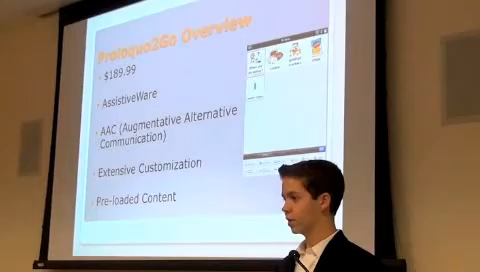 Proloquo2Go Overview
• $189.99
• AssistiveWare
• AAC (Augmentative Alternative
Communication)
• Extensive Customization
• Pre-loaded Content